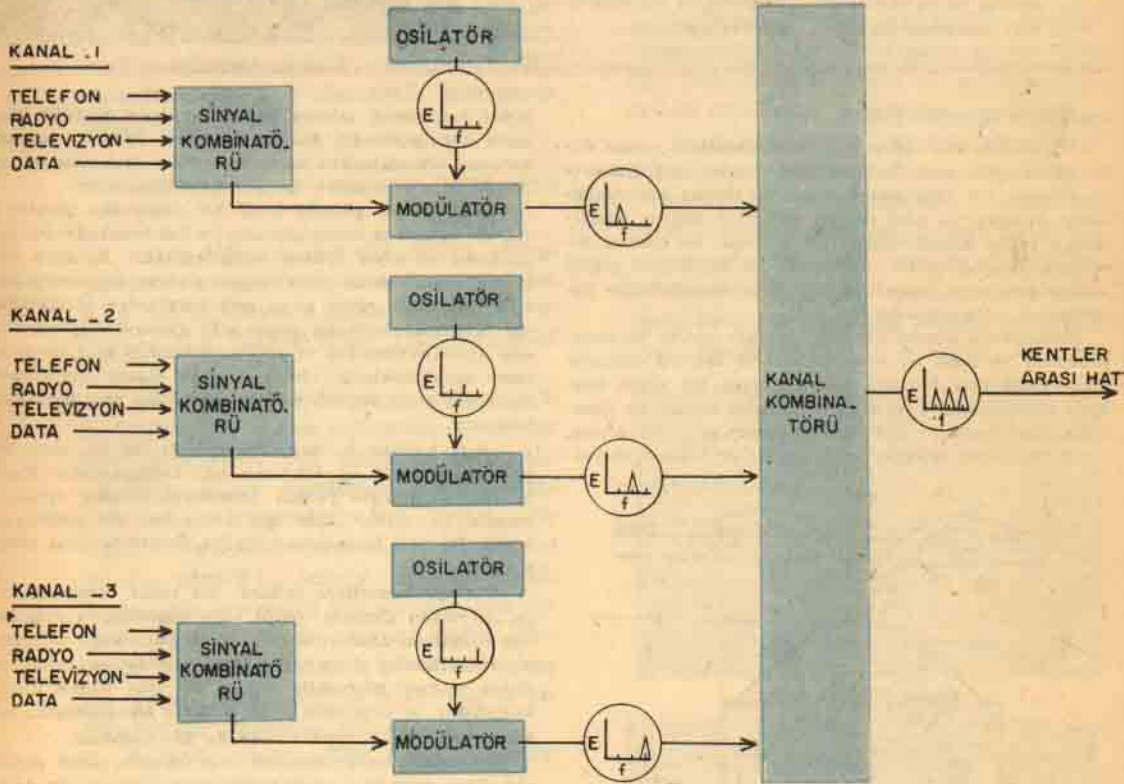 KANAL _1
TELEFON
RADYO
TELEVİZYON
DATA
SİNYAL
KOMBİNATÖ_
RÜ
OSİLATÖR
E
f
MODÜLATÖR
E
f
KANAL _2
TELEFON
RADYO
TELEVİZYON
DATA
SİNYAL
KOMBİNATÖ.
RÜ
OSİLATÖR
E
f
MODÜLATÖR
E
f
KANAL _3
TELEFON
RADYO
TELEVİZYON
DATA
SİNYAL
KOMBİNATÖ
RÜ
OSİLATÖR
E
f
MODÜLATÖR
E
f
KANAL
KOMBİNA_
TÖRÜ
E
f
KENTLER
ARASI HAT